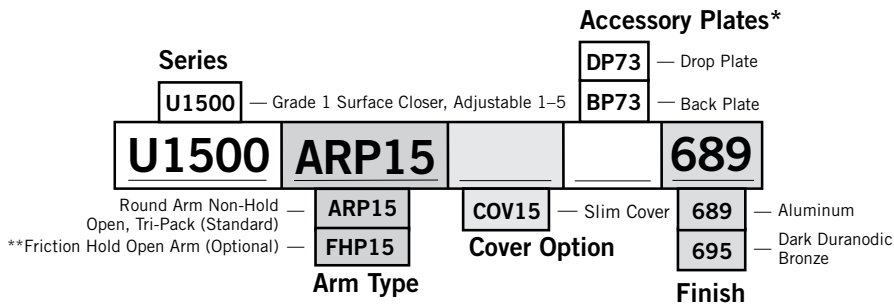 Accessory Plates*
Series
DP73 — Drop Plate
U1500 — Grade 1 Surface Closer, Adjustable 1–5
BP73 — Back Plate
U1500 ARP15 689
Round Arm Non-Hold
Open, Tri-Pack (Standard) — ARP15
COV15 — Slim Cover
689 — Aluminum
**Friction Hold Open Arm (Optional) — FHP15
Cover Option
695 — Dark Duranodic
Bronze
Arm Type
Finish